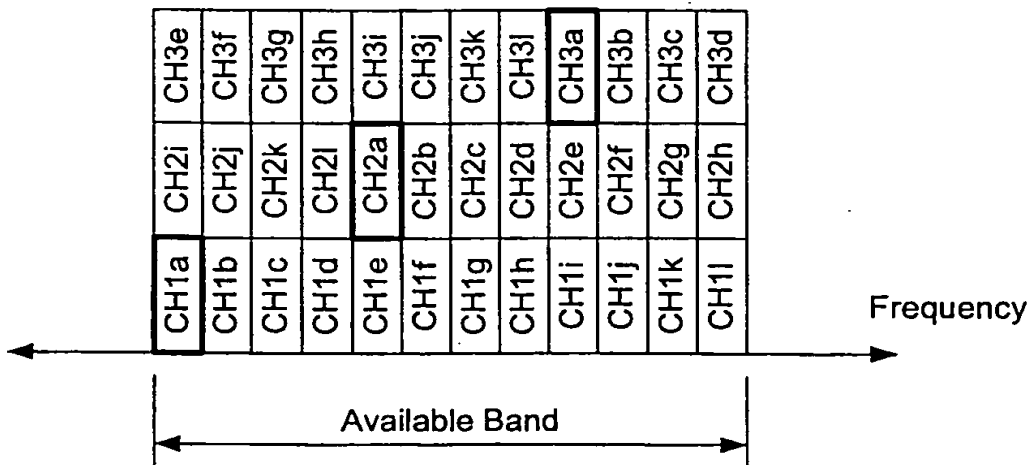 CH3e CH3f CH3g CH3h CH3i CH3j CH3k CH3l CH3a CH3b CH3c CH3d
CH2i CH2j CH2k CH2l CH2a CH2b CH2c CH2d CH2e CH2f CH2g CH2h
CH1a CH1b CH1c CH1d CH1e CH1f CH1g CH1h CH1i CH1j CH1k CH1l
Frequency
Available Band